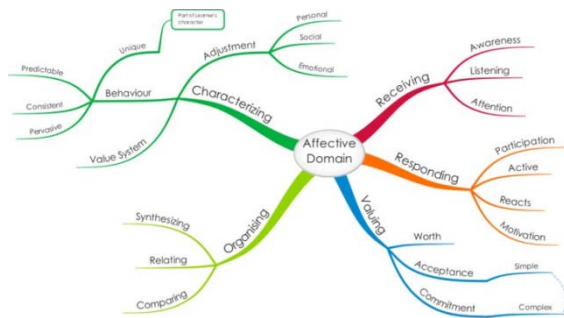 Affective
Domain
Receiving
Awareness
Listening
Attention
Responding
Participation
Active
Reacts
Motivation
Valuing
Worth
Acceptance
Simple
Commitment
Complex
Organising
Synthesizing
Relating
Comparing
Characterizing
Adjustment
Personal
Social
Emotional
Behaviour
Unique
Part of Learner's
character
Predictable
Consistent
Pervasive
Value System